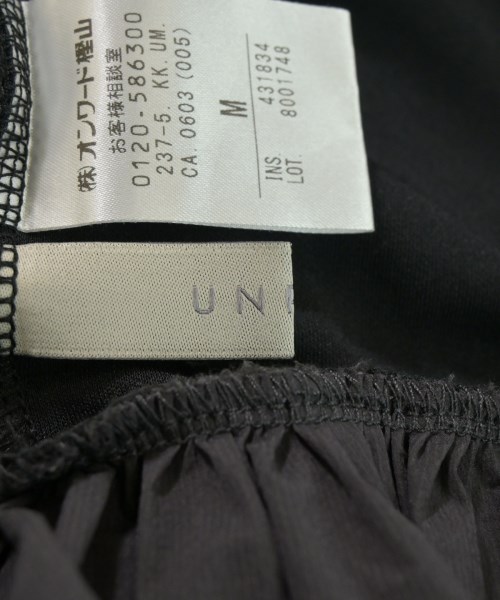 (株)オンワード樫山
お客様相談室
0120-586300
237-5. KK. UM.
CA. 0603 (005)
M
INS. 431834
LOT. 8001748
UN